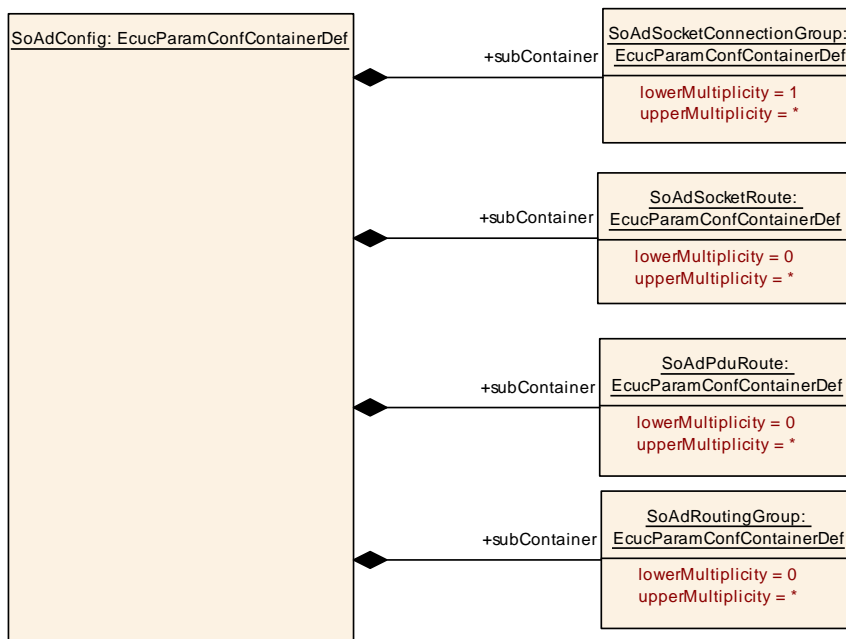 SoAdConfig: EcucParamConfContainerDef
+subContainer
SoAdSocketConnectionGroup:
EcucParamConfContainerDef
lowerMultiplicity = 1
upperMultiplicity = *
+subContainer
SoAdSocketRoute:
EcucParamConfContainerDef
lowerMultiplicity = 0
upperMultiplicity = *
+subContainer
SoAdPduRoute:
EcucParamConfContainerDef
lowerMultiplicity = 0
upperMultiplicity = *
+subContainer
SoAdRoutingGroup:
EcucParamConfContainerDef
lowerMultiplicity = 0
upperMultiplicity = *